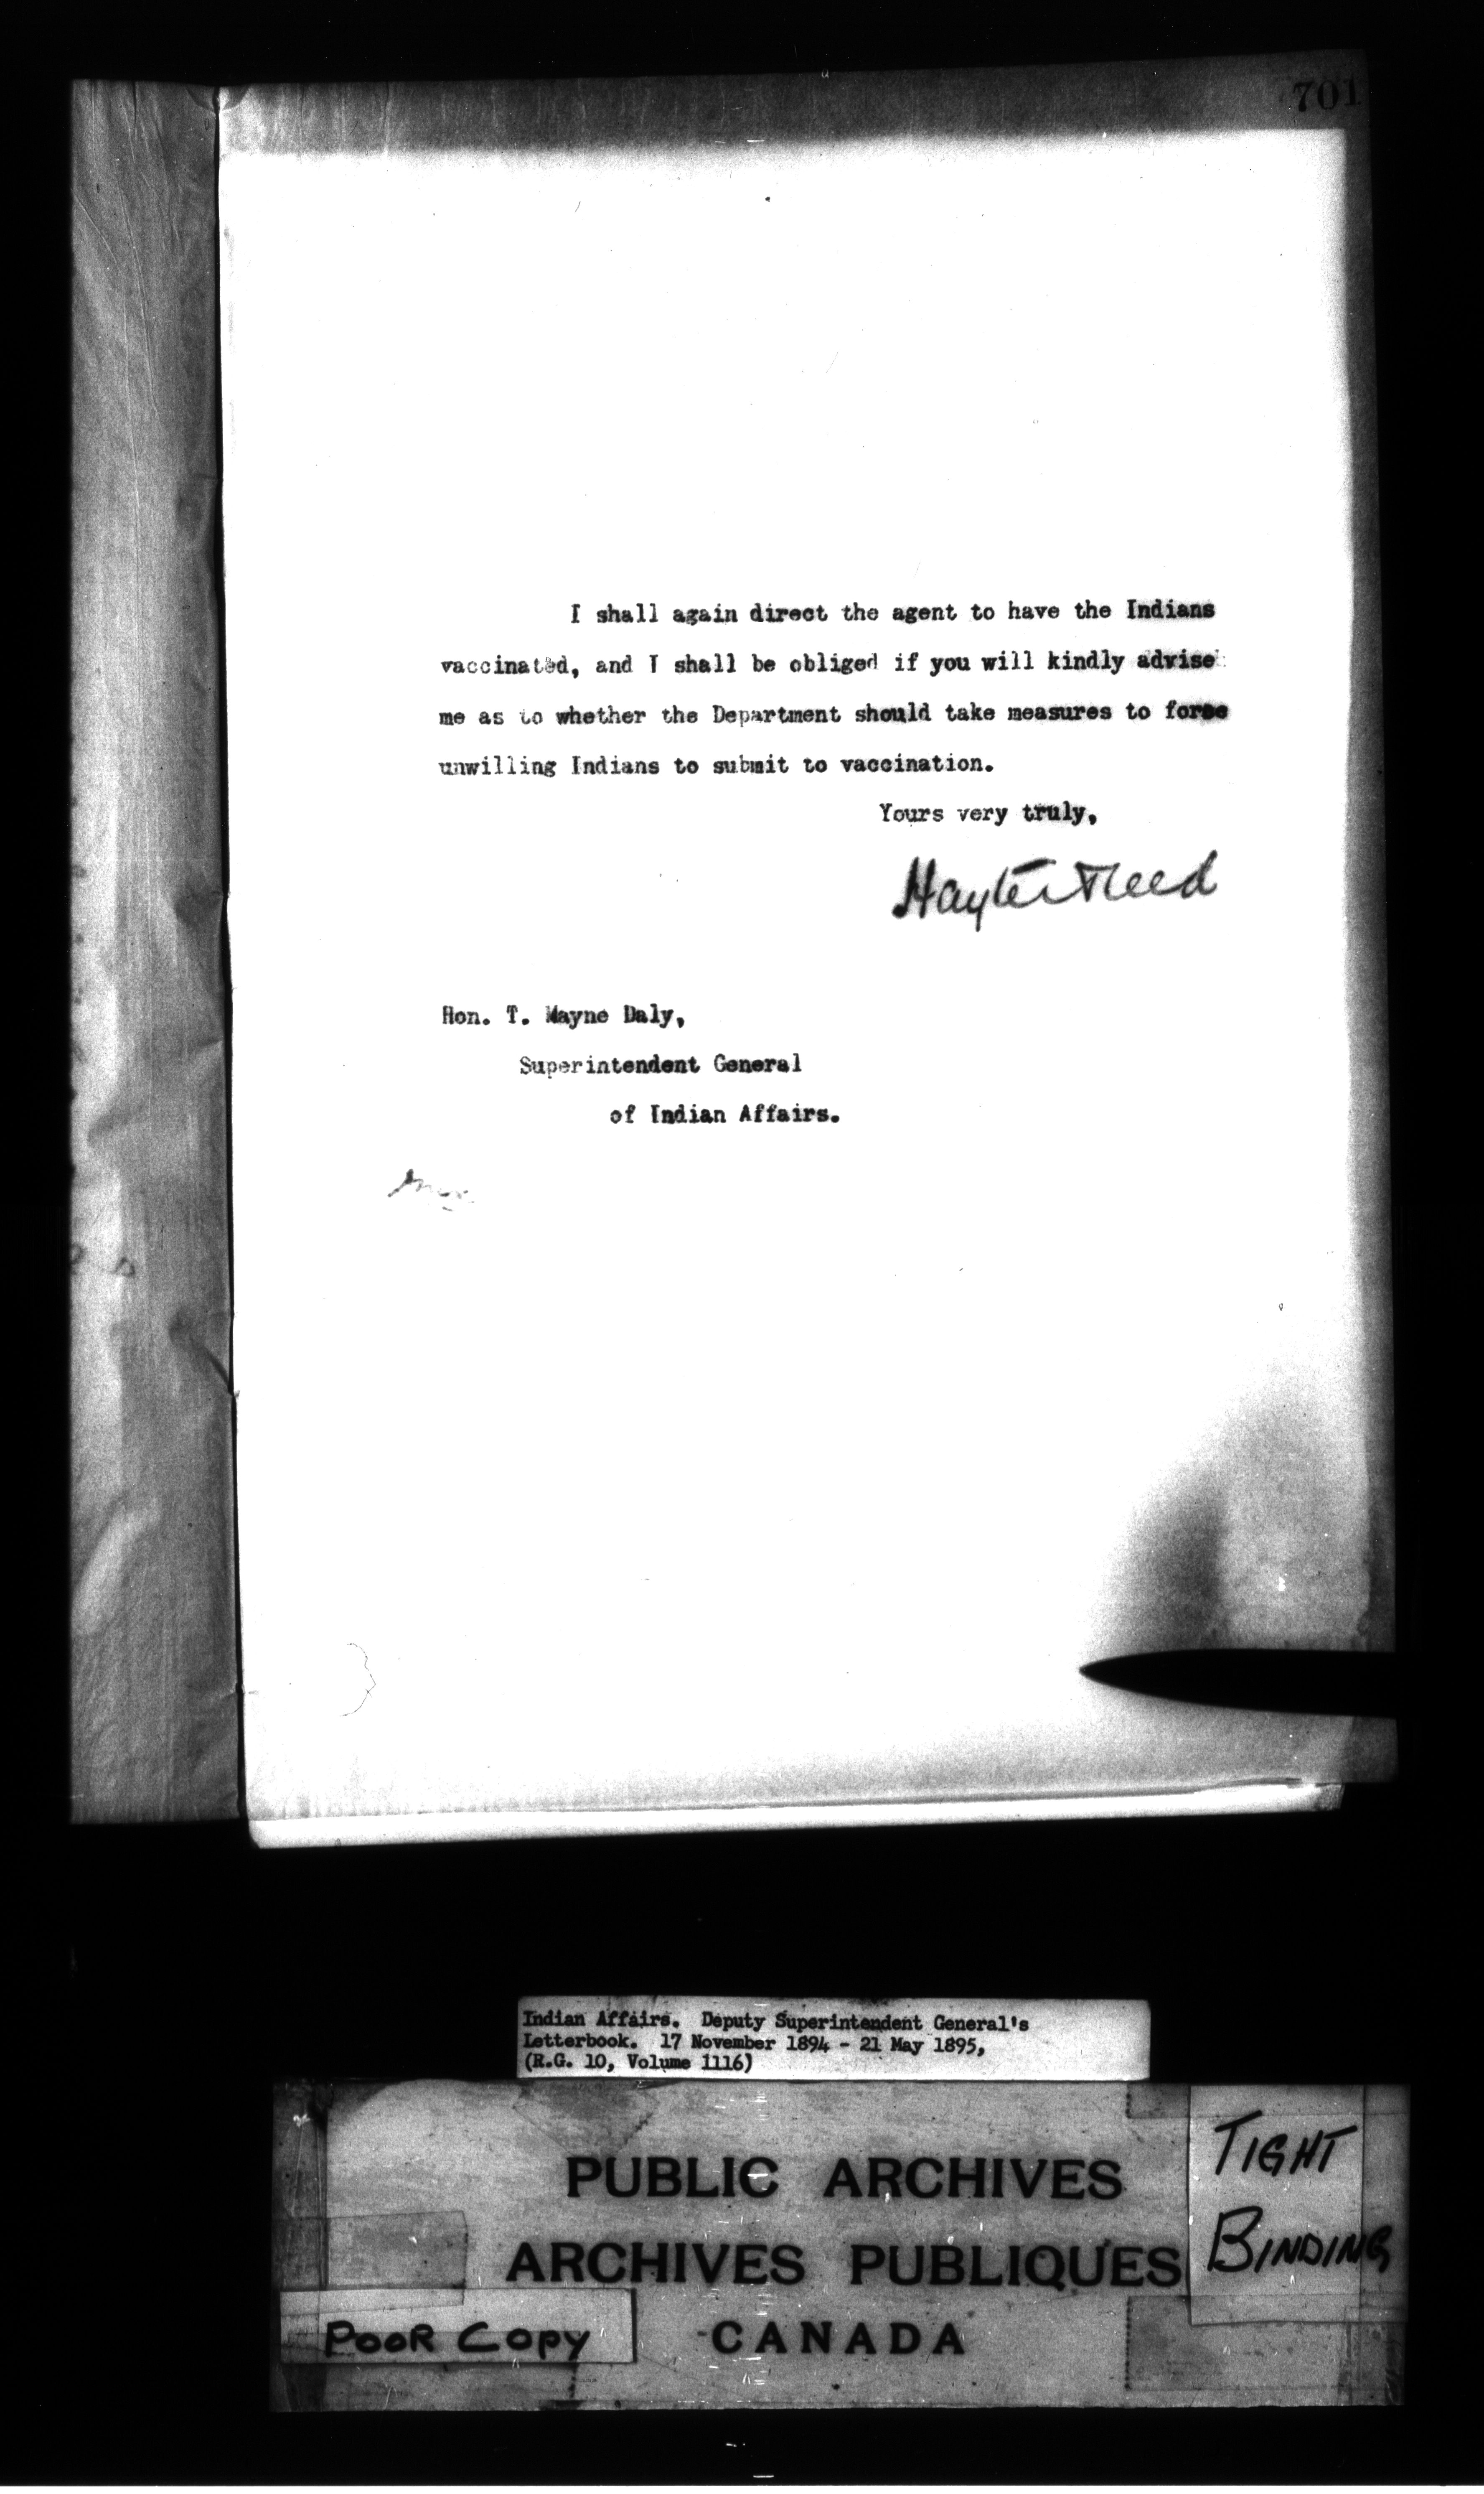 701
I shall again direct the agent to have the Indians
vaccinated, and I shall be obliged if you will kindly advise
me as to whether the Department should take measures to force
unwilling Indians to submit to vaccination.
Yours very truly,
Hayter Reed
Hon. T. Mayne Daly,
Superintendent General
of Indian Affairs.
Indian Affairs. Deputy Superintendent General's
Letterbook. 17 November 1894 - 21 May 1895,
(R.G. 10, Volume 1116)
PUBLIC ARCHIVES
ARCHIVES PUBLIQUES
CANADA
TIGHT
BINDING
POOR COPY